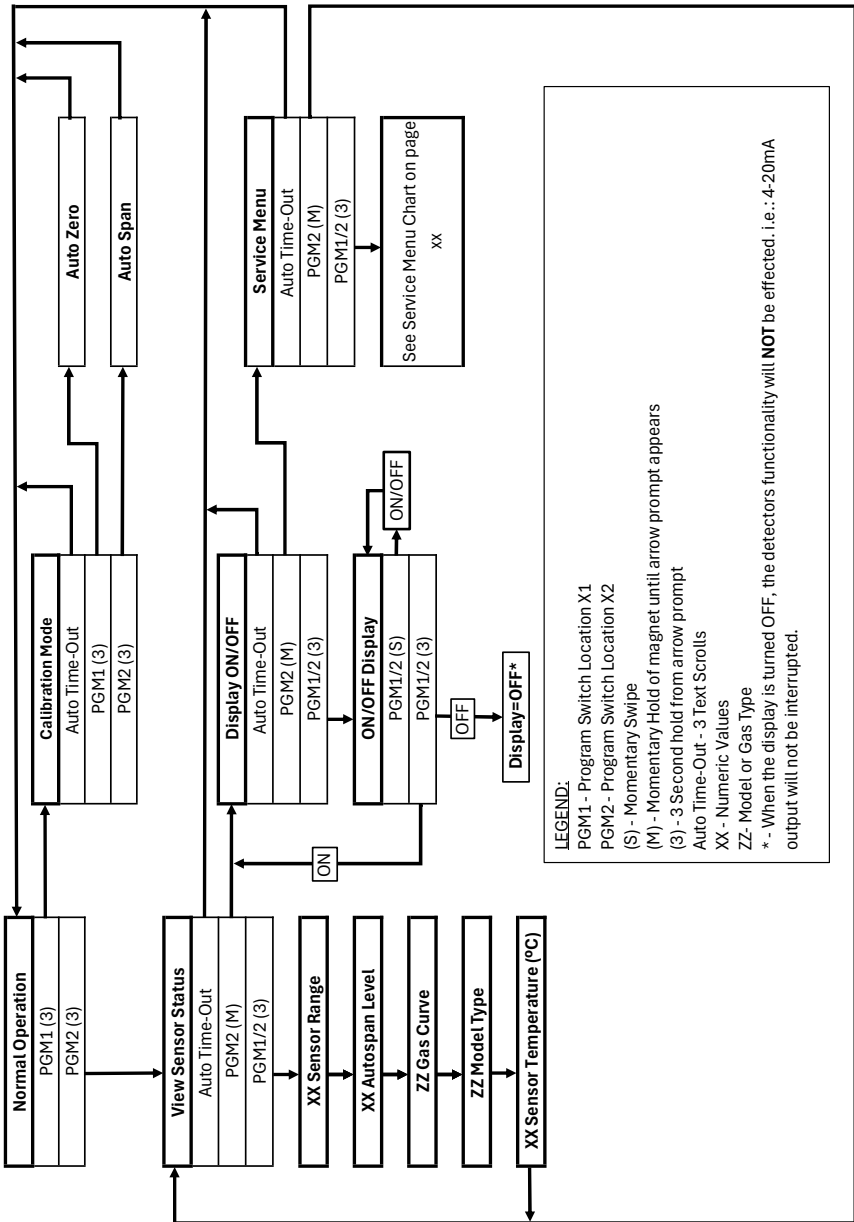 Normal Operation
PGM1 (3)
PGM2 (3)
Calibration Mode
Auto Time-Out
PGM1 (3)
PGM2 (3)
Auto Zero
Auto Span
View Sensor Status
Auto Time-Out
PGM2 (M)
PGM1/2 (3)
XX Sensor Range
XX Autospan Level
ZZ Gas Curve
ZZ Model Type
XX Sensor Temperature (ºC)
ON
Display ON/OFF
Auto Time-Out
PGM2 (M)
PGM1/2 (3)
ON/OFF Display
PGM1/2 (S)
PGM1/2 (3)
ON/OFF
OFF
Display=OFF*
Service Menu
Auto Time-Out
PGM2 (M)
PGM1/2 (3)
See Service Menu Chart on page
xx
LEGEND:
PGM1 - Program Switch Location X1
PGM2 - Program Switch Location X2
(S) - Momentary Swipe
(M) - Momentary Hold of magnet until arrow prompt appears
(3) - 3 Second hold from arrow prompt
Auto Time-Out - 3 Text Scrolls
XX - Numeric Values
ZZ- Model or Gas Type
* - When the display is turned OFF, the detectors functionality will NOT be effected. i.e.: 4-20mA
output will not be interrupted.